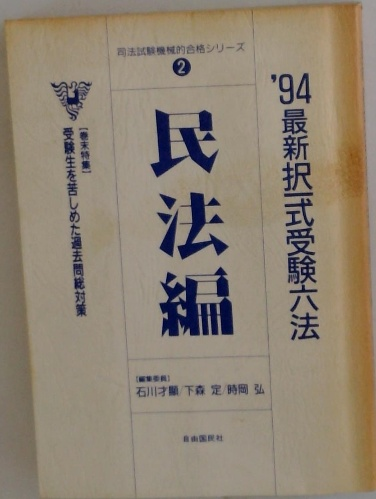 司法試験機械的合格シリーズ
2
'94最新択一式受験六法
民法編
[巻末特集]
受験生を苦しめた過去問総対策
[編集委員]
石川才顯/下森 定/時岡 弘
自由国民社